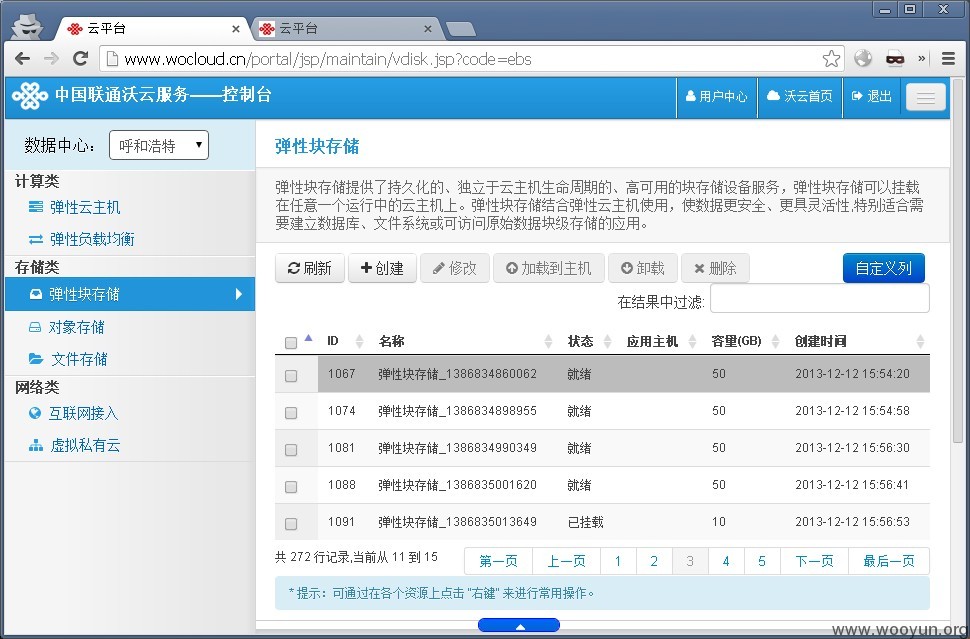 云平台
云平台
www.wocloud.cn/portal/jsp/maintain/vdisk.jsp?code=ebs
中国联通沃云服务——控制台
用户中心
沃云首页
退出
数据中心:
呼和浩特
计算类
弹性云主机
弹性负载均衡
存储类
弹性块存储
对象存储
文件存储
网络类
互联网接入
虚拟私有云
弹性块存储
弹性块存储提供了持久化的、独立于云主机生命周期的、高可用的块存储设备服务，弹性块存储可以挂载
在任意一个运行中的云主机上。弹性块存储结合弹性云主机使用，使数据更安全、更具灵活性,特别适合需
要建立数据库、文件系统或可访问原始数据块级存储的应用。
刷新 创建 修改 加载到主机 卸载 删除 自定义列
在结果中过滤:
ID 名称 状态 应用主机 容量(GB) 创建时间
1067 弹性块存储_1386834860062 就绪 50 2013-12-12 15:54:20
1074 弹性块存储_1386834898955 就绪 50 2013-12-12 15:54:58
1081 弹性块存储_1386834990349 就绪 50 2013-12-12 15:56:30
1088 弹性块存储_1386835001620 就绪 50 2013-12-12 15:56:41
1091 弹性块存储_1386835013649 已挂载 10 2013-12-12 15:56:53
共 272 行记录,当前从 11 到 15
第一页 上一页 1 2 3 4 5 下一页 最后一页
*提示：可通过在各个资源上点击 "右键" 来进行常用操作。
www.wooyun.org